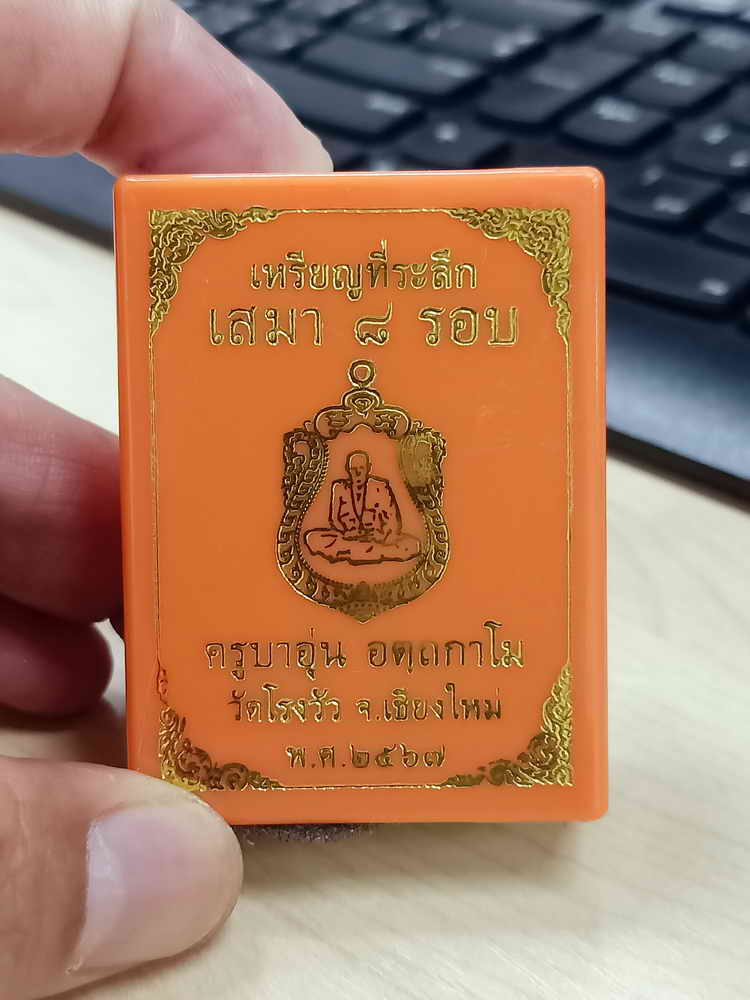 เหรียญที่ระลึก
เสมา ๘ รอบ
ครูบาอุ่น อตฺถกาโม
วัดโรงวัว จ.เชียงใหม่
พ.ศ.๒๕๖๗